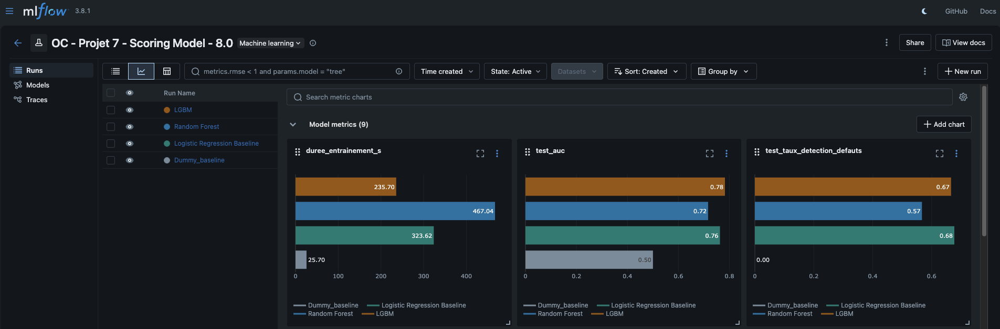 mlflow 3.8.1 GitHub Docs
OC - Projet 7 - Scoring Model - 8.0 Machine learning Share View docs
Runs
Models
Traces
metrics.rmse < 1 and params.model = "tree" Time created State: Active Datasets Sort: Created Group by New run
Run Name
LGBM
Random Forest
Logistic Regression Baseline
Dummy_baseline
Search metric charts
Model metrics (9) Add chart
duree_entrainement_s
235.70
467.04
323.62
25.70
0 100 200 300 400
Dummy_baseline Logistic Regression Baseline
Random Forest LGBM
test_auc
0.78
0.72
0.76
0.50
0 0.2 0.4 0.6 0.8
Dummy_baseline Logistic Regression Baseline
Random Forest LGBM
test_taux_detection_defauts
0.67
0.57
0.68
0.00
0 0.2 0.4 0.6
Dummy_baseline Logistic Regression Baseline
Random Forest LGBM